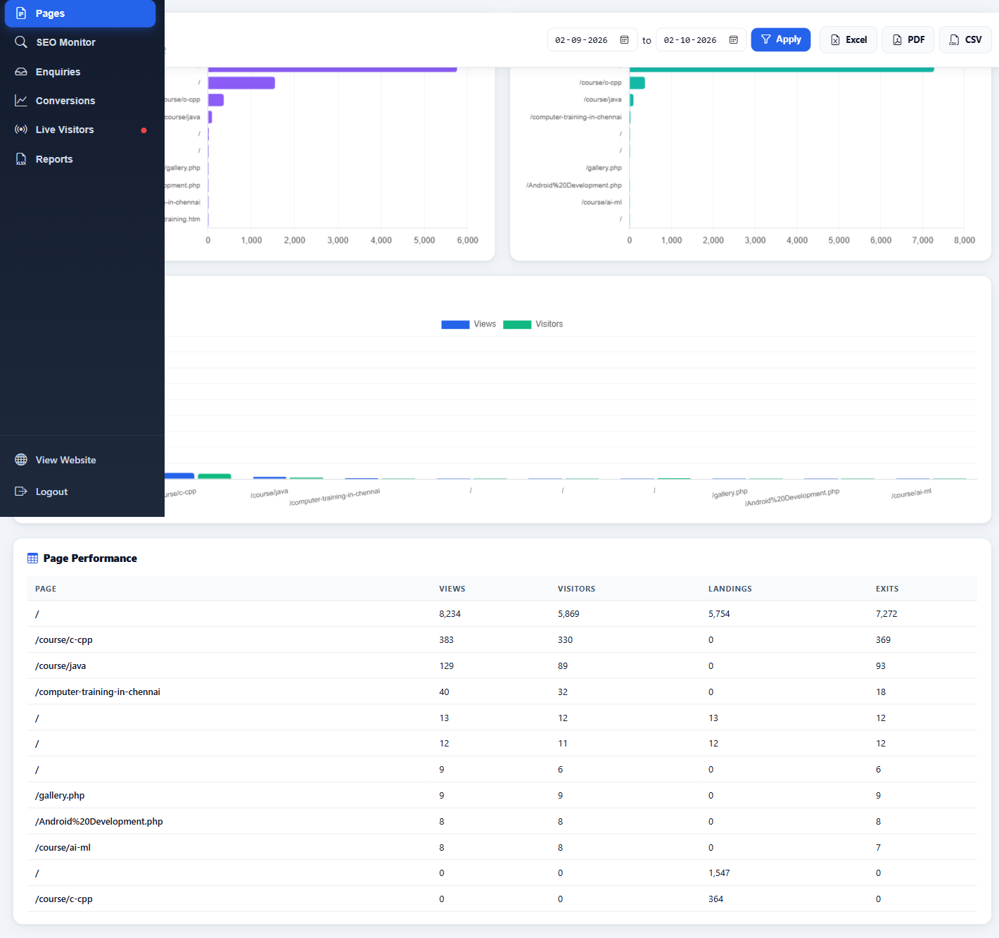 Pages
SEO Monitor
Enquiries
Conversions
Live Visitors
Reports
View Website
Logout
2
02-09-2026 to 02-10-2026 Apply Excel PDF CSV
/
ourse/c-cpp
course/java
/
/
/gallery.php
opment.php
-in-chennai
training.htm
0 1,000 2,000 3,000 4,000 5,000 6,000
/course/c-cpp
/course/java
/computer-training-in-chennai
/
/
/gallery.php
/Android%20Development.php
/course/ai-ml
/
0 1,000 2,000 3,000 4,000 5,000 6,000 7,000 8,000
Views Visitors
urse/c-cpp /course/java /computer-training-in-chennai / / / /gallery.php /Android%20Development.php /course/ai-ml
Page Performance
PAGE VIEWS VISITORS LANDINGS EXITS
/ 8,234 5,869 5,754 7,272
/course/c-cpp 383 330 0 369
/course/java 129 89 0 93
/computer-training-in-chennai 40 32 0 18
/ 13 12 13 12
/ 12 11 12 12
/ 9 6 0 6
/gallery.php 9 9 0 9
/Android%20Development.php 8 8 0 8
/course/ai-ml 8 8 0 7
/ 0 0 1,547 0
/course/c-cpp 0 0 364 0